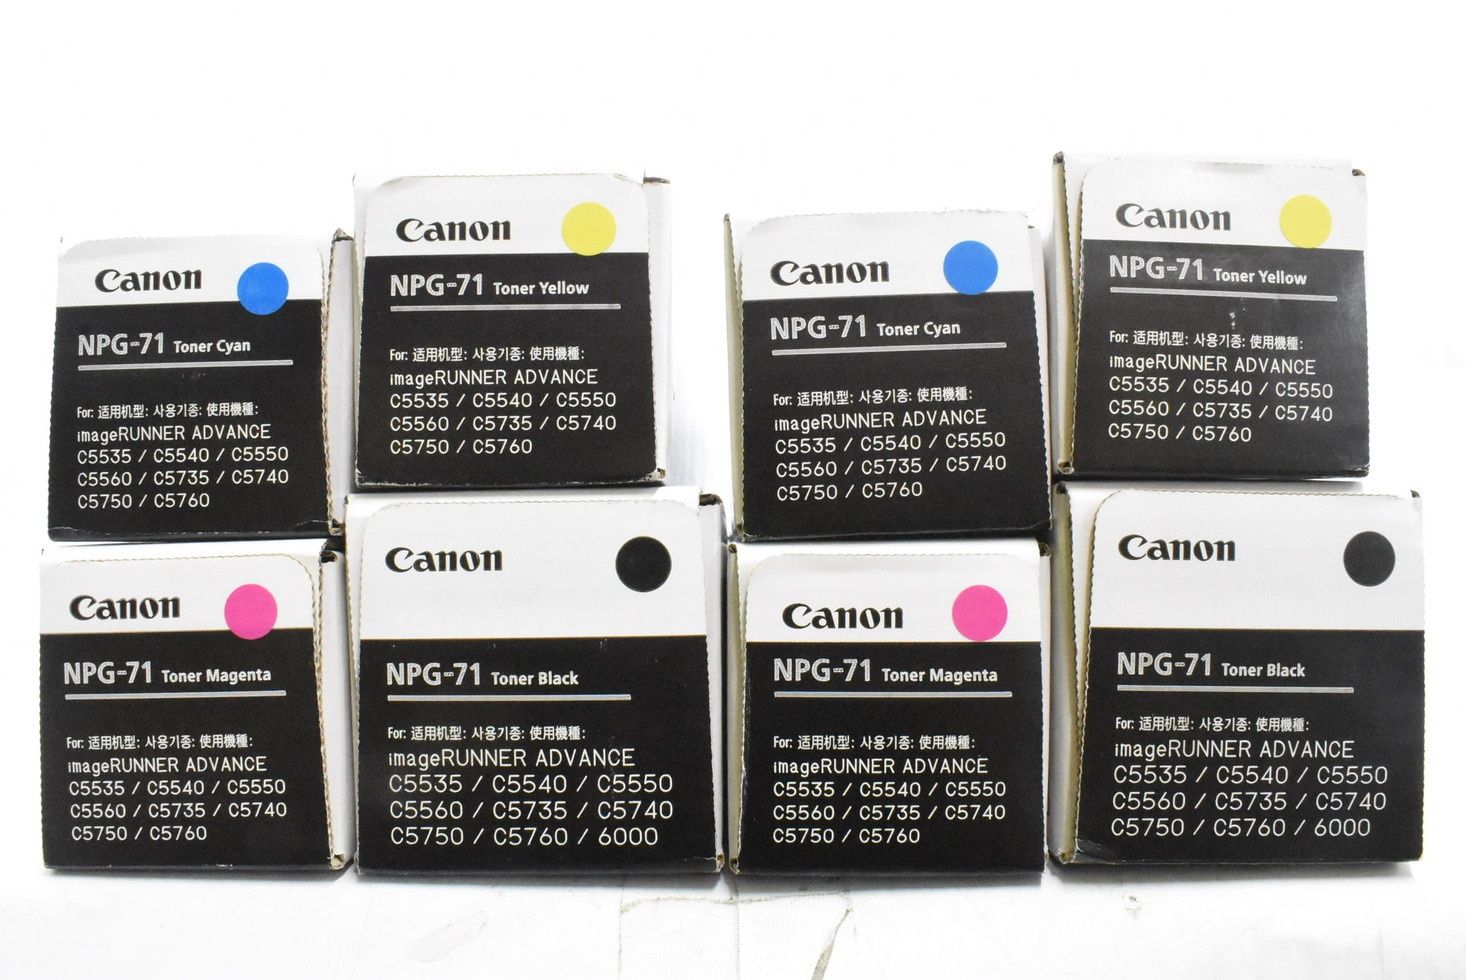 Canon
NPG-71 Toner Cyan
For: 适用机型: 사용기종: 使用機種:
imageRUNNER ADVANCE
C5535 / C5540 / C5550
C5560 / C5735 / C5740
C5750 / C5760
Canon
NPG-71 Toner Yellow
For: 适用机型: 사용기종: 使用機種:
imageRUNNER ADVANCE
C5535 / C5540 / C5550
C5560 / C5735 / C5740
C5750 / C5760
Canon
NPG-71 Toner Cyan
For: 适用机型: 사용기종: 使用機種:
imageRUNNER ADVANCE
C5535 / C5540 / C5550
C5560 / C5735 / C5740
C5750 / C5760
Canon
NPG-71 Toner Yellow
For: 适用机型: 사용기종: 使用機種:
imageRUNNER ADVANCE
C5535 / C5540 / C5550
C5560 / C5735 / C5740
C5750 / C5760
Canon
NPG-71 Toner Magenta
For: 适用机型: 사용기종: 使用機種:
imageRUNNER ADVANCE
C5535 / C5540 / C5550
C5560 / C5735 / C5740
C5750 / C5760
Canon
NPG-71 Toner Black
For: 适用机型: 사용기종: 使用機種:
imageRUNNER ADVANCE
C5535 / C5540 / C5550
C5560 / C5735 / C5740
C5750 / C5760 / 6000
Canon
NPG-71 Toner Magenta
For: 适用机型: 사용기종: 使用機種:
imageRUNNER ADVANCE
C5535 / C5540 / C5550
C5560 / C5735 / C5740
C5750 / C5760
Canon
NPG-71 Toner Black
For: 适用机型: 사용기종: 使用機種:
imageRUNNER ADVANCE
C5535 / C5540 / C5550
C5560 / C5735 / C5740
C5750 / C5760 / 6000